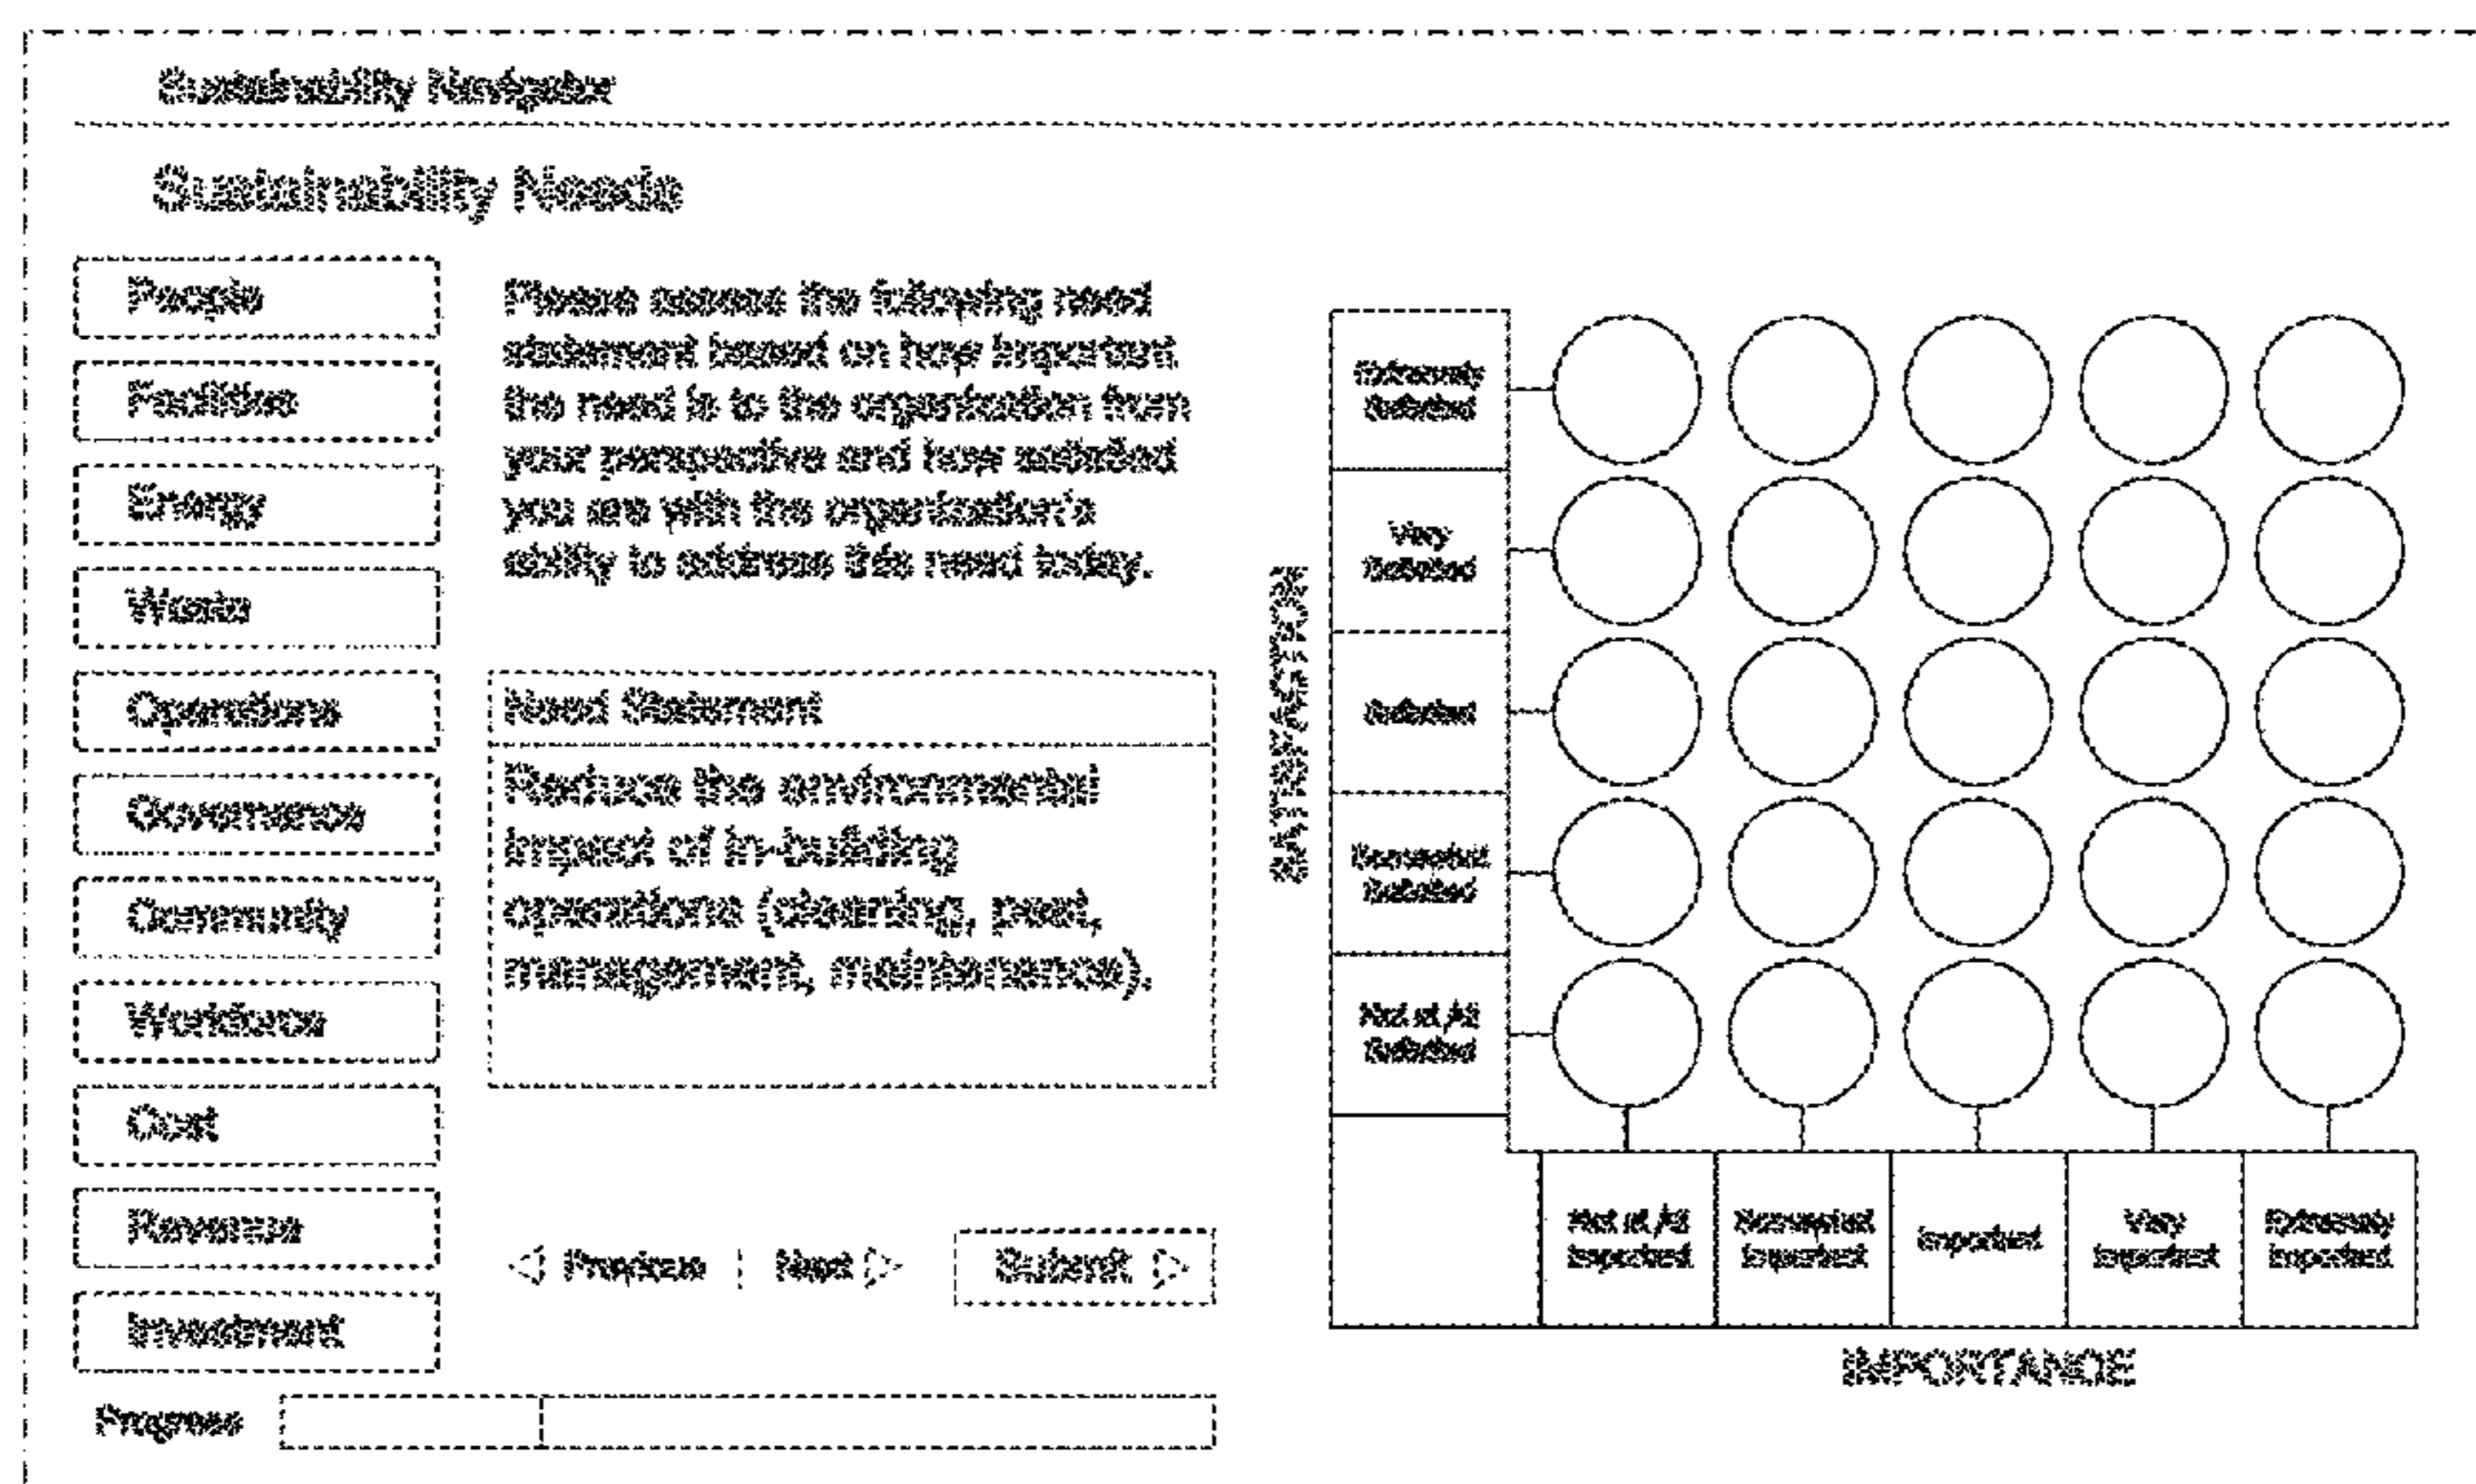 Sustainability Navigator
Sustainability Needs
People
Facilities
Energy
Waste
Operations
Governance
Community
Workforce
Cost
Revenue
Investment
Progress
Please assess the following need
statement based on how important
the need is to the organization from
your perspective and how satisfied
you are with the organization's
ability to address this need today.
Need Statement
Reduce the environmental
impact of in-building
operations (cleaning, pest,
management, maintenance).
Previous | Next
Submit
SATISFACTION
Extremely
Satisfied
Very
Satisfied
Satisfied
Somewhat
Satisfied
Not at All
Satisfied
Not at All
Important
Somewhat
Important
Important
Very
Important
Extremely
Important
IMPORTANCE